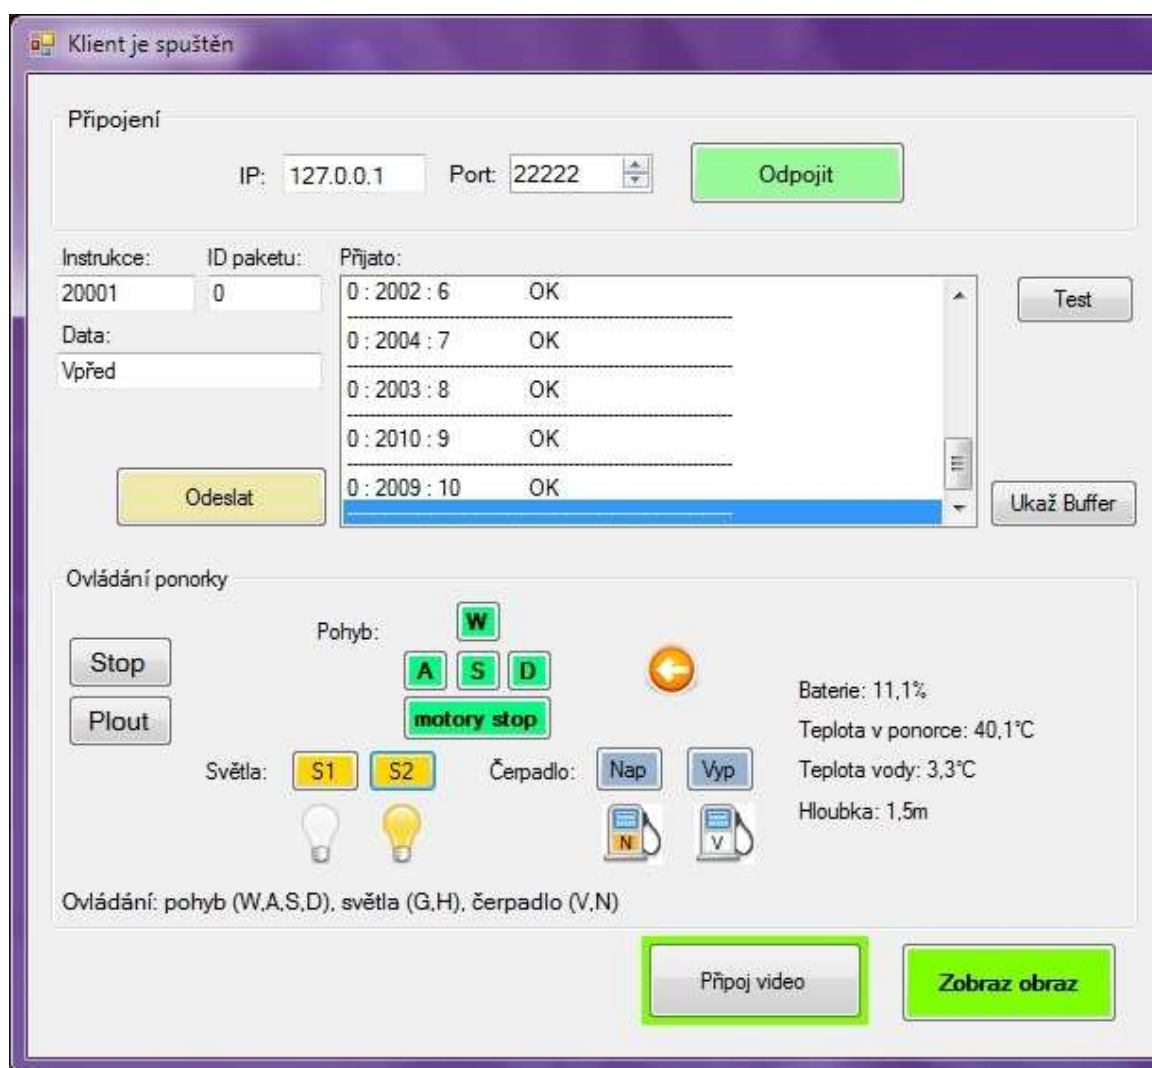 Klient je spuštěn
Připojení
IP: 127.0.0.1 Port: 22222 Odpojit
Instrukce: ID paketu: Přijato:
20001 0 0 : 2002 : 6 OK Test
Data: 0 : 2004 : 7 OK
Vpřed 0 : 2003 : 8 OK
0 : 2010 : 9 OK
Odeslat 0 : 2009 : 10 OK Ukaž Buffer
Ovládání ponorky
Pohyb: W
Stop A S D
Plout motory stop
Baterie: 11,1%
Teplota v ponorce: 40,1°C
Světla: S1 S2 Čerpadlo: Nap Vyp Teplota vody: 3,3°C
Hloubka: 1,5m
N V
Ovládání: pohyb (W,A,S,D), světla (G,H), čerpadlo (V,N)
Připoj video Zobraz obraz